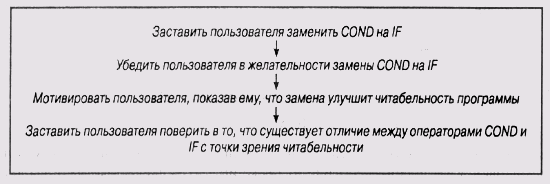 Заставить пользователя заменить COND на IF
Убедить пользователя в желательности замены COND на IF
Мотивировать пользователя, показав ему, что замена улучшит читабельность программы
Заставить пользователя поверить в то, что существует отличие между операторами COND и
IF с точки зрения читабельности